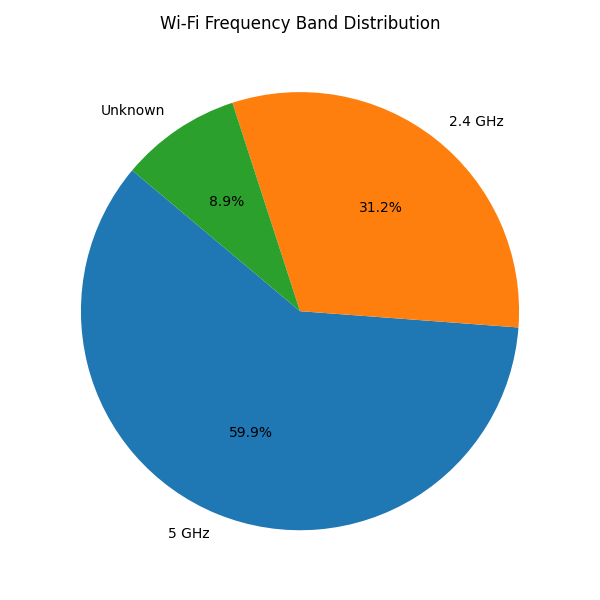 Wi-Fi Frequency Band Distribution
Unknown
2.4 GHz
8.9%
31.2%
59.9%
5 GHz